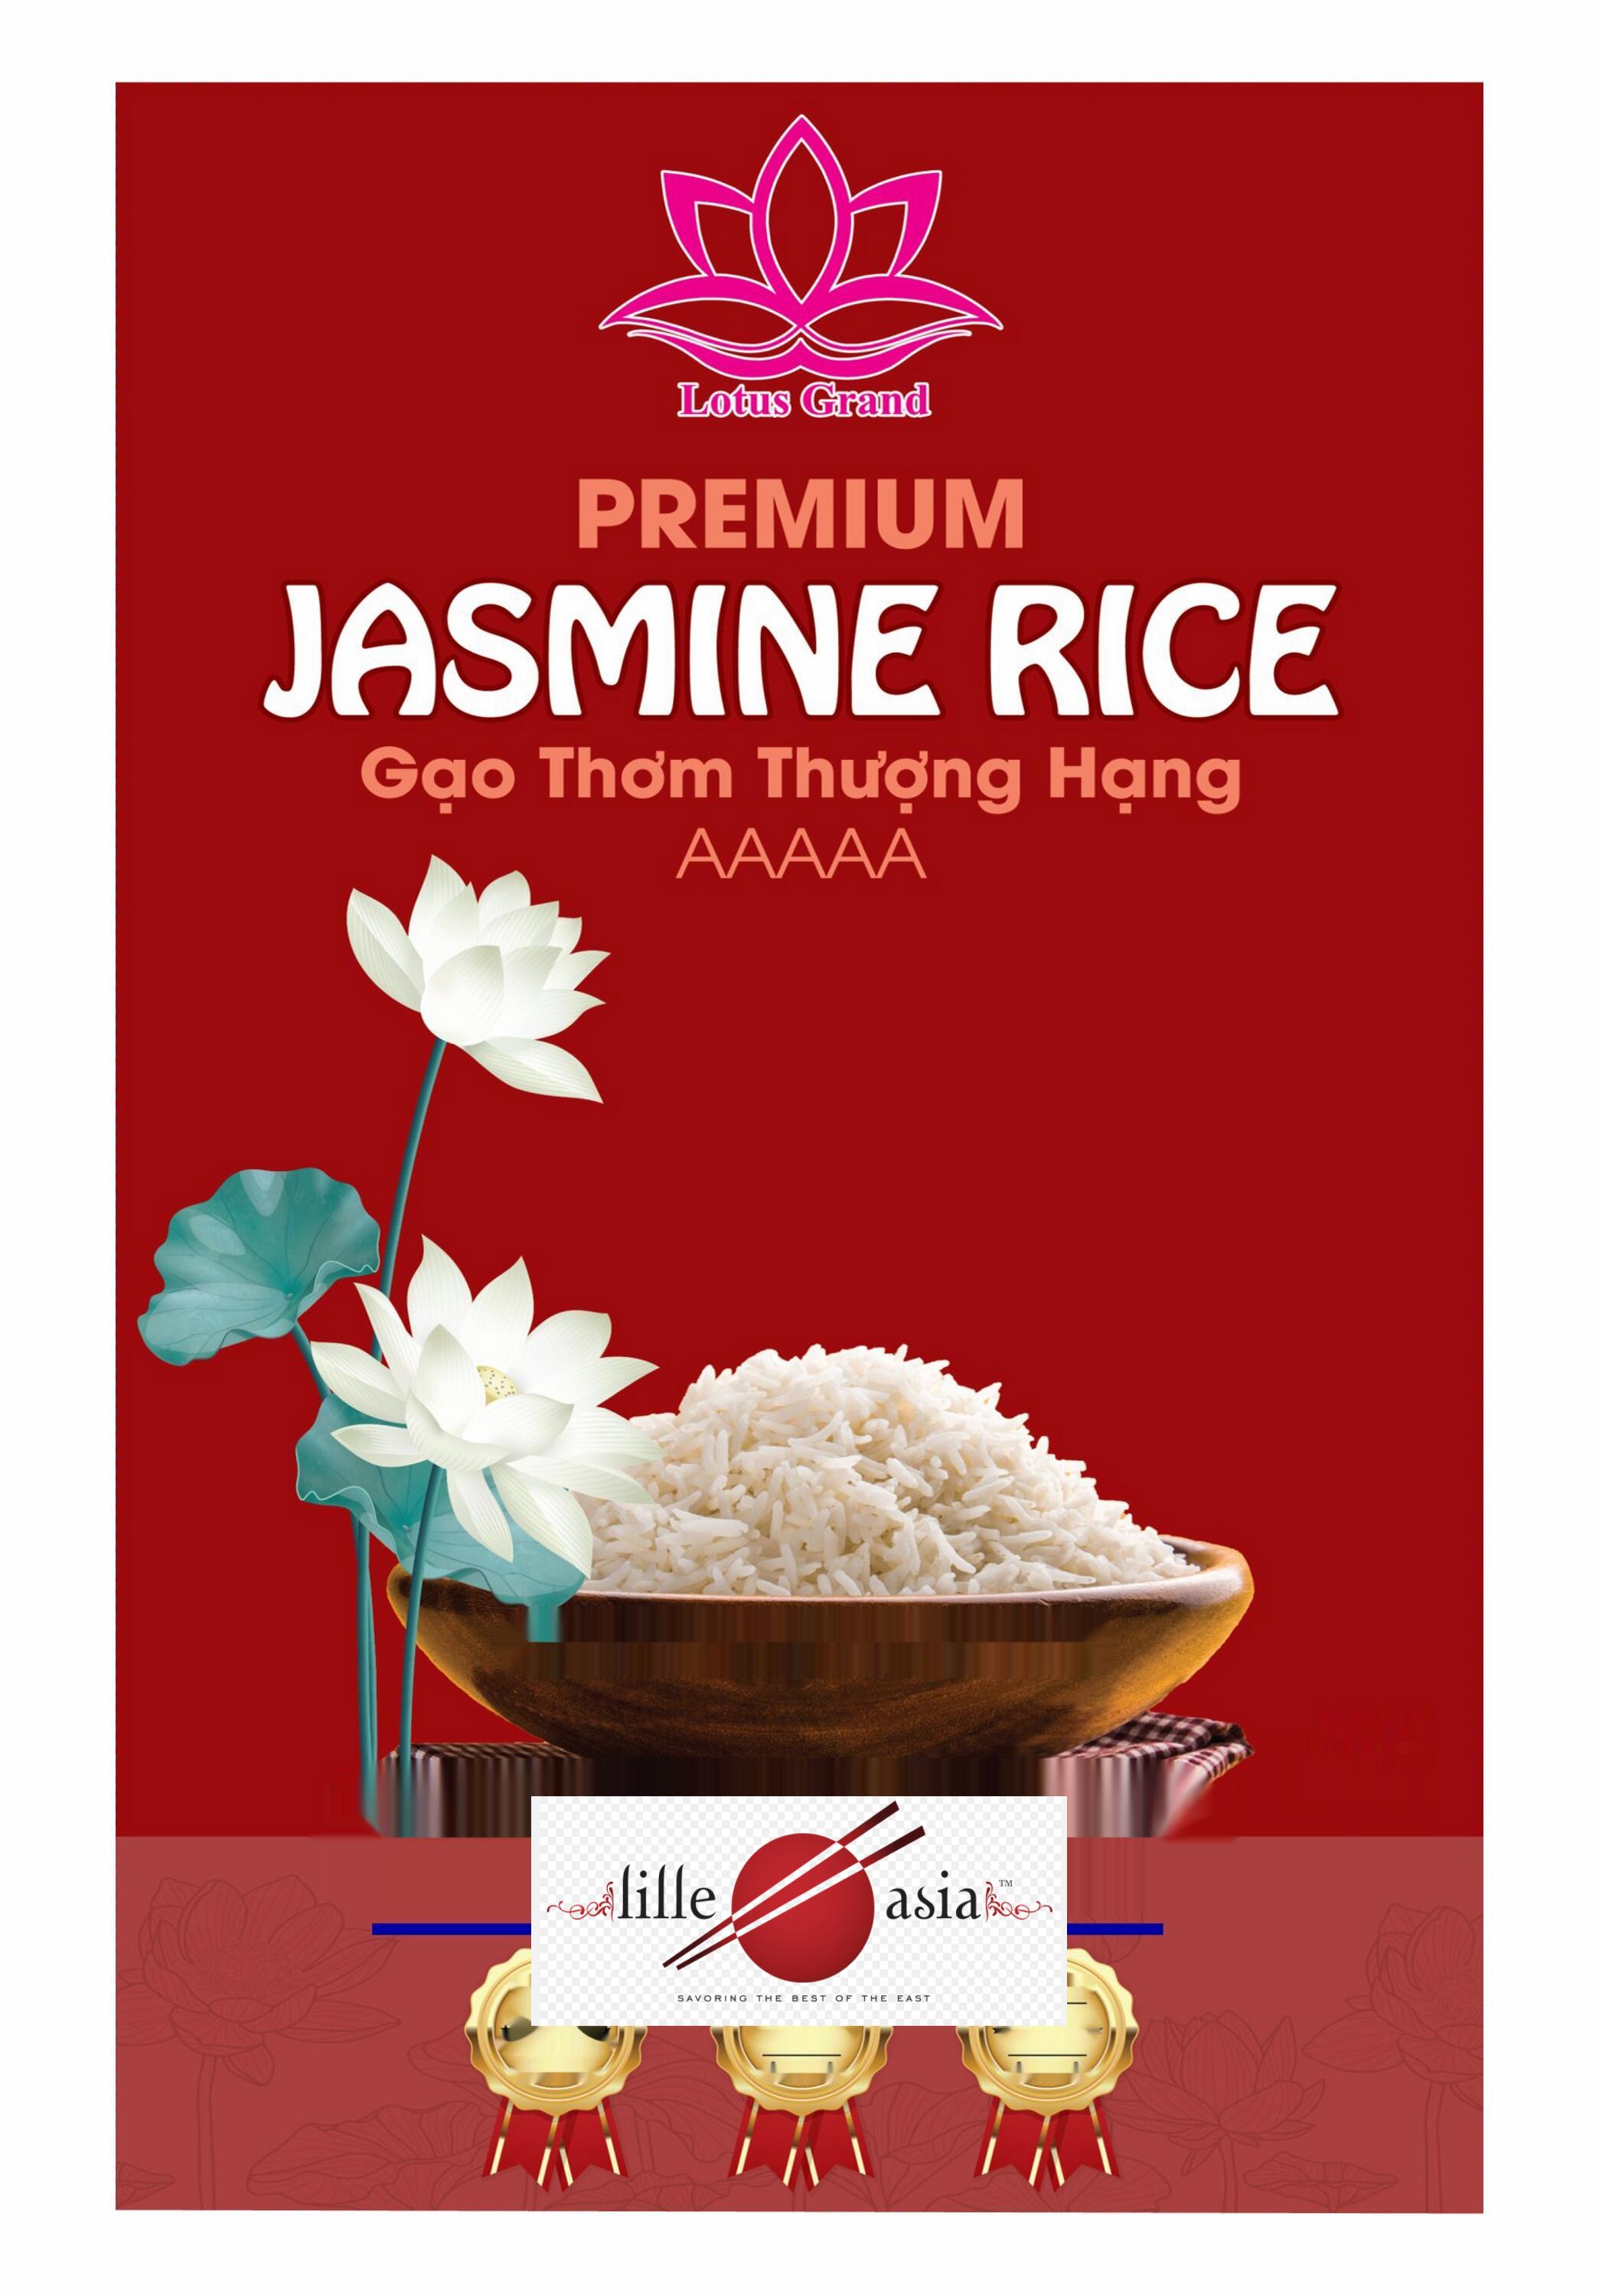 Lotus Grand
PREMIUM
JASMINE RICE
Gạo Thơm Thượng Hạng
AAAAA
lille asia™
SAVORING THE BEST OF THE EAST